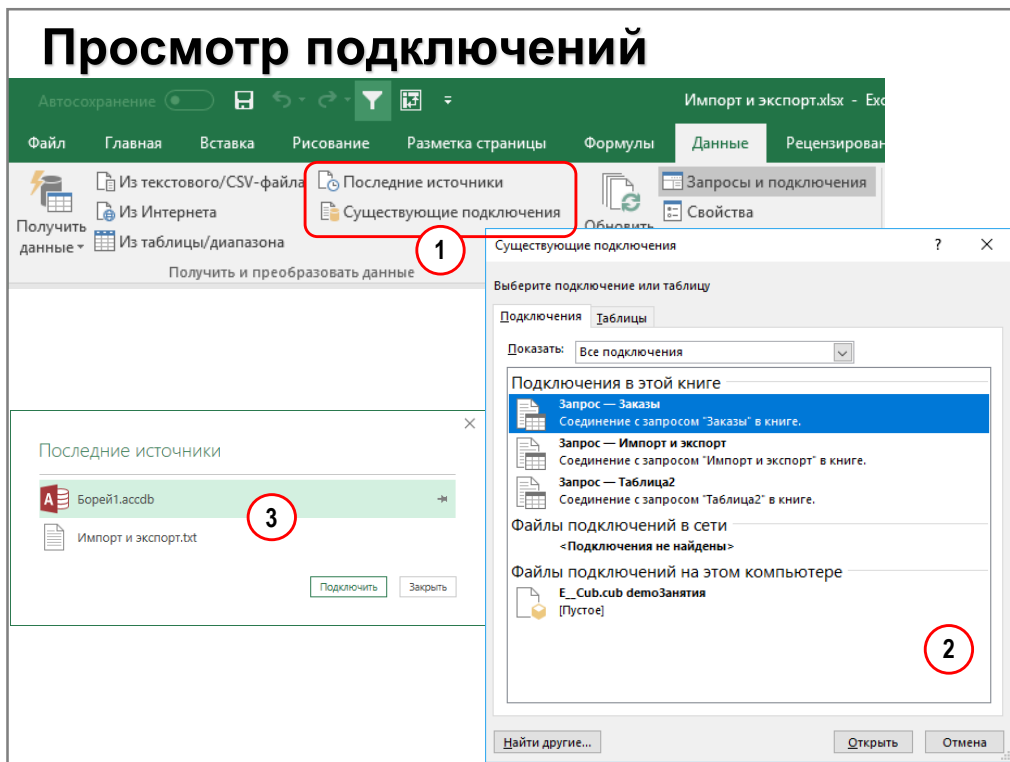 Просмотр подключений
Автосохранение
Импорт и экспорт.xlsx - Exc
Файл Главная Вставка Рисование Разметка страницы Формулы Данные Рецензирован
Получить данные
Из текстового/CSV-файла
Из Интернета
Из таблицы/диапазона
Последние источники
Существующие подключения
Обновить
Запросы и подключения
Свойства
Получить и преобразовать данные
1
Существующие подключения ? ×
Выберите подключение или таблицу
Подключения Таблицы
Показать: Все подключения
Подключения в этой книге
Запрос — Заказы
Соединение с запросом "Заказы" в книге.
Запрос — Импорт и экспорт
Соединение с запросом "Импорт и экспорт" в книге.
Запрос — Таблица2
Соединение с запросом "Таблица2" в книге.
Файлы подключений в сети
<Подключения не найдены>
Файлы подключений на этом компьютере
E__Cub.cub demoЗанятия
[Пустое]
2
Найти другие... Открыть Отмена
Последние источники
Борей1.accdb
3
Импорт и экспорт.txt
Подключить Закрыть